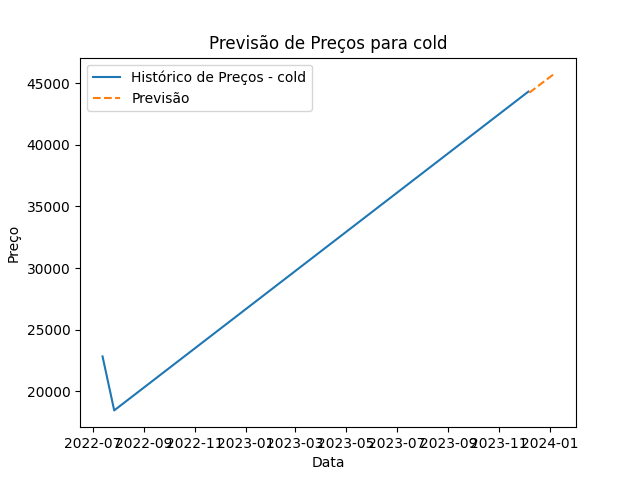 Previsão de Preços para cold
Histórico de Preços - cold
Previsão
45000
40000
35000
30000
25000
20000
Preço
2022-07 2022-09 2022-11 2023-01 2023-03 2023-05 2023-07 2023-09 2023-11 2024-01
Data